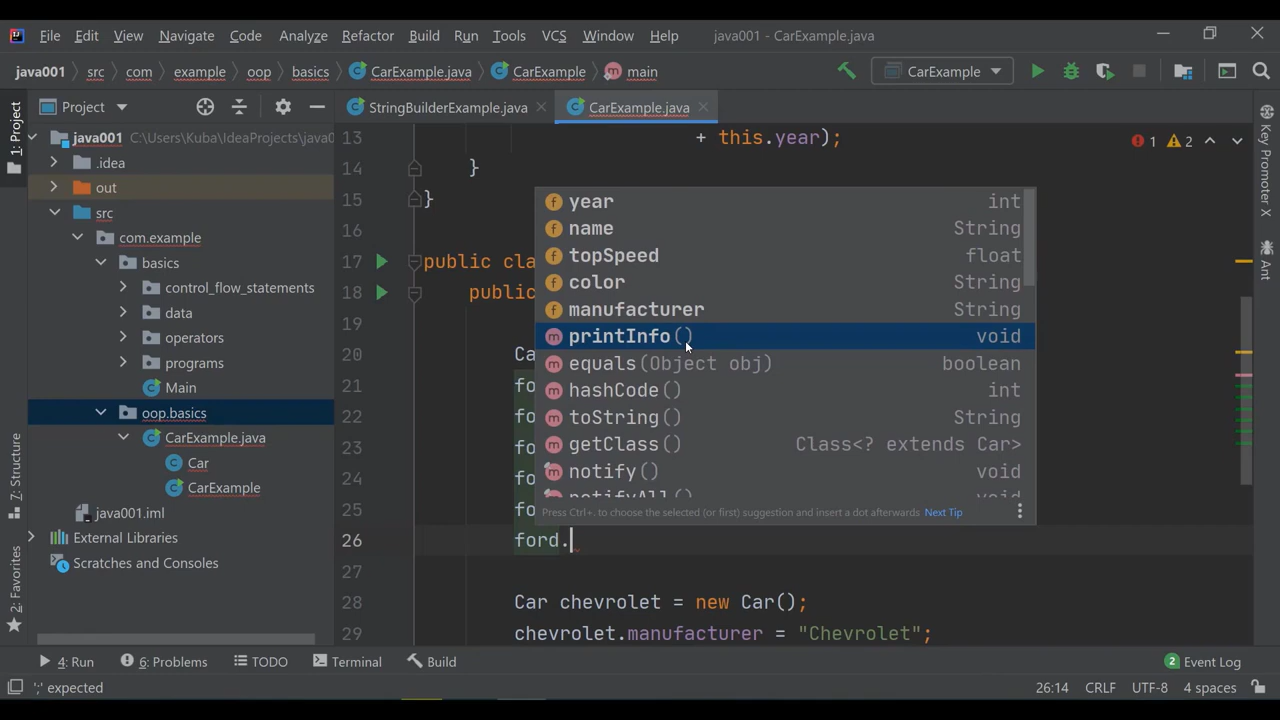 File Edit View Navigate Code Analyze Refactor Build Run Tools VCS Window Help java001 - CarExample.java
java001 src com example oop basics CarExample.java CarExample main CarExample
Project StringBuilderExample.java CarExample.java
1: Project
7: Structure
2: Favorites
java001 C:\Users\Kuba\IdeaProjects\java0
.idea
out
src
com.example
basics
control_flow_statements
data
operators
programs
Main
oop.basics
CarExample.java
Car
CarExample
java001.iml
External Libraries
Scratches and Consoles
13 + this.year);
14 }
15 }
16
17 public cla
18 public
19
20 Ca
21 fo
22 fo
23 fo
24 fo
25 fo
26 ford.
27
28 Car chevrolet = new Car();
29 chevrolet.manufacturer = "Chevrolet";
1 2
f year int
f name String
f topSpeed float
f color String
f manufacturer String
m printInfo() void
m equals(Object obj) boolean
m hashCode() int
m toString() String
m getClass() Class<? extends Car>
m notify() void
notifyAll() void
Press Ctrl+. to choose the selected (or first) suggestion and insert a dot afterwards Next Tip
Key Promoter X
Ant
4: Run 6: Problems TODO Terminal Build 2 Event Log
';' expected 26:14 CRLF UTF-8 4 spaces